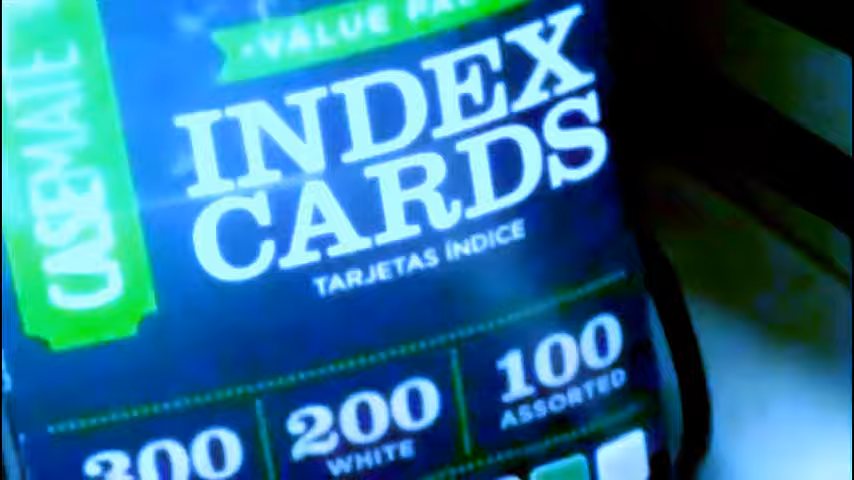 CASEMATE
VALUE
INDEX
CARDS
TARJETAS ÍNDICE
300
200
WHITE
100
ASSORTED